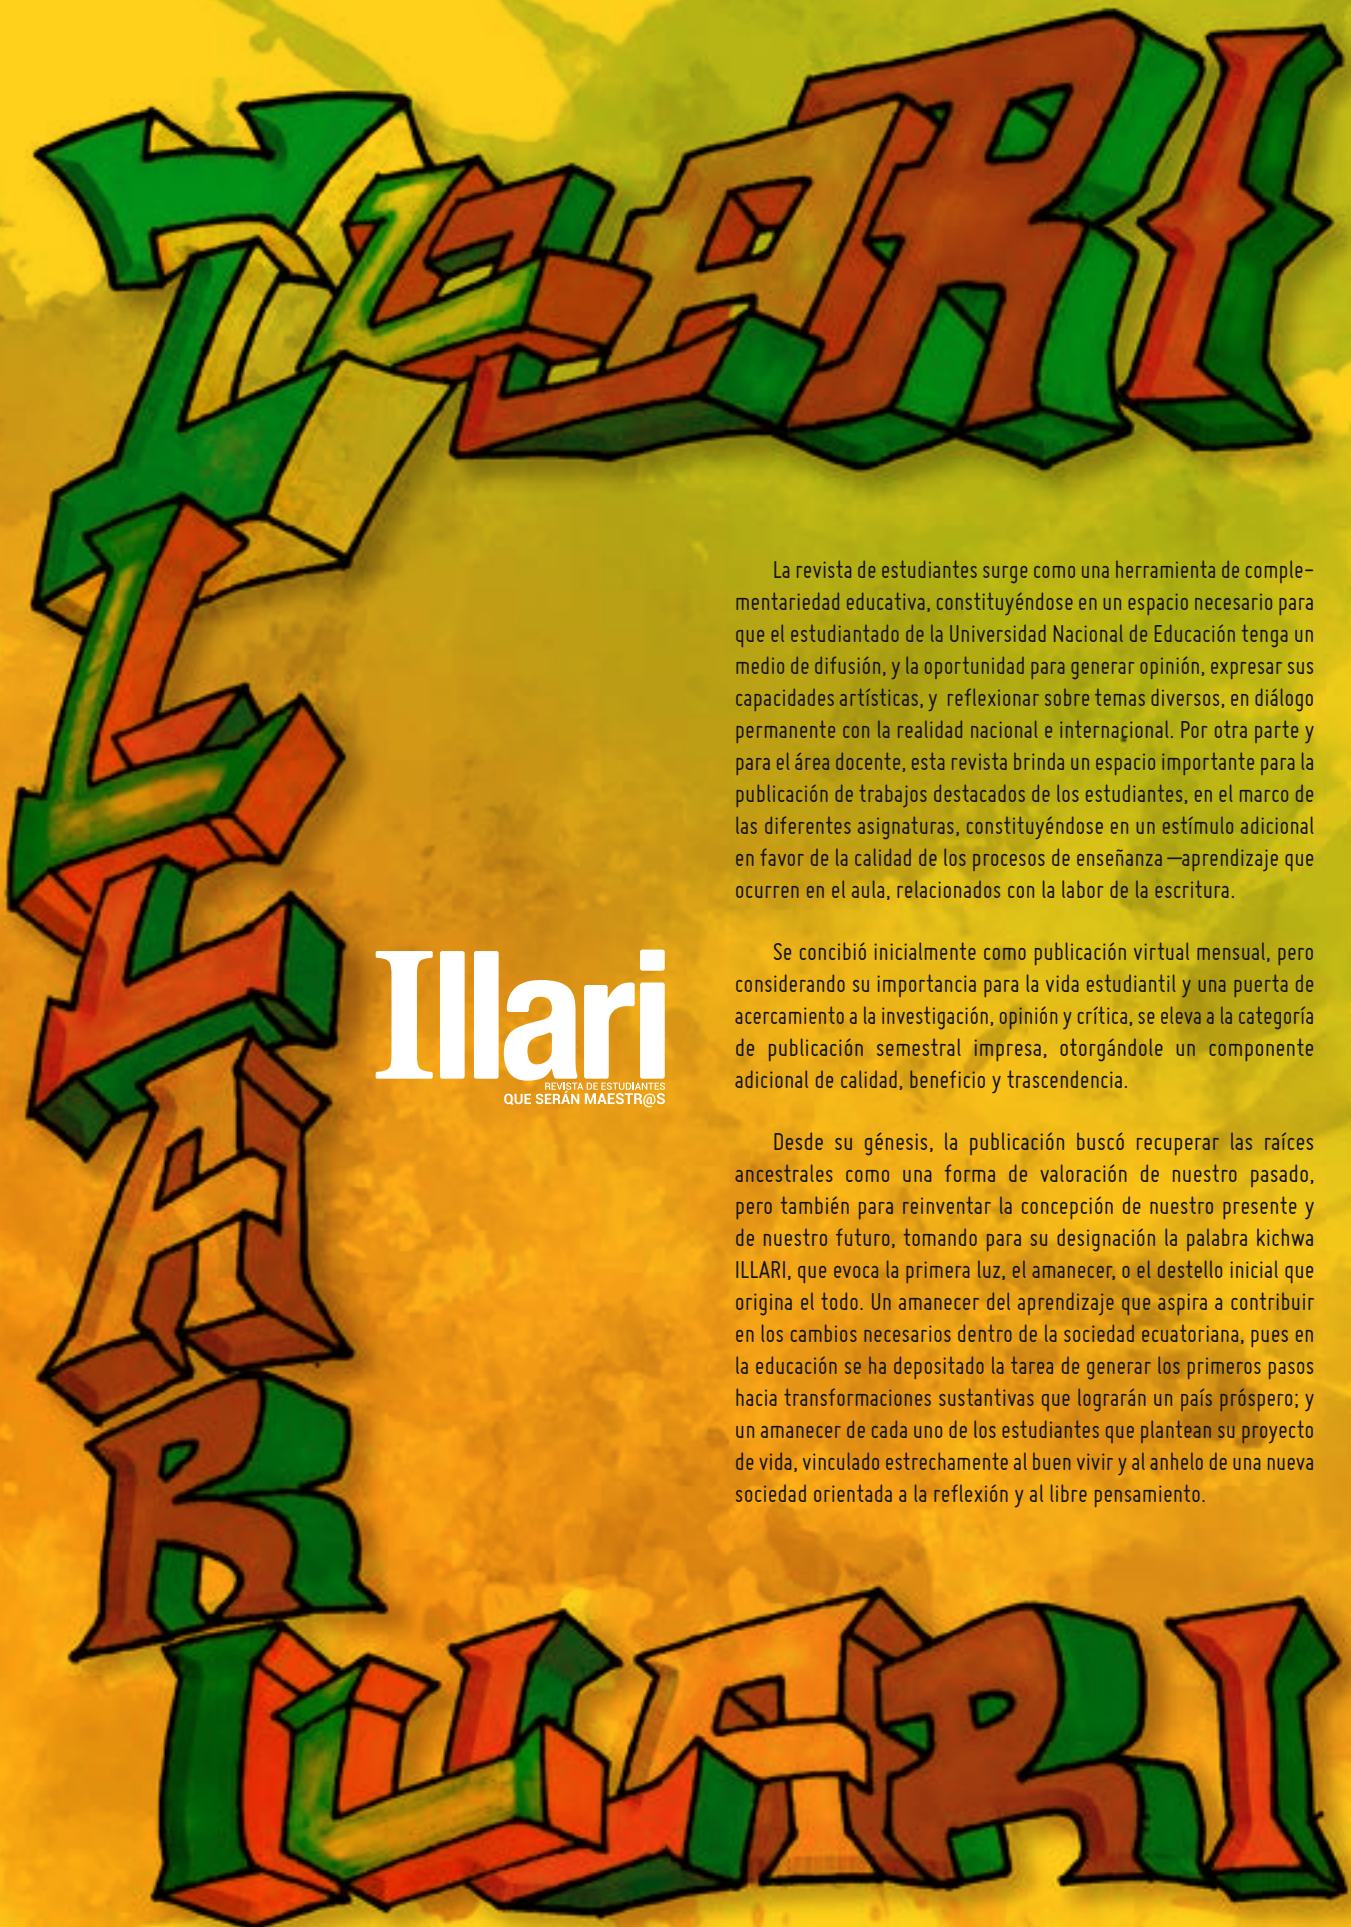 ILLARI
ILLARI
Illari
REVISTA DE ESTUDIANTES
QUE SERÁN MAESTR@S
La revista de estudiantes surge como una herramienta de comple-
mentariedad educativa, constituyéndose en un espacio necesario para
que el estudiantado de la Universidad Nacional de Educación tenga un
medio de difusión, y la oportunidad para generar opinión, expresar sus
capacidades artísticas, y reflexionar sobre temas diversos, en diálogo
permanente con la realidad nacional e internacional. Por otra parte y
para el área docente, esta revista brinda un espacio importante para la
publicación de trabajos destacados de los estudiantes, en el marco de
las diferentes asignaturas, constituyéndose en un estímulo adicional
en favor de la calidad de los procesos de enseñanza –aprendizaje que
ocurren en el aula, relacionados con la labor de la escritura.
Se concibió inicialmente como publicación virtual mensual, pero
considerando su importancia para la vida estudiantil y una puerta de
acercamiento a la investigación, opinión y crítica, se eleva a la categoría
de publicación semestral impresa, otorgándole un componente
adicional de calidad, beneficio y trascendencia.
Desde su génesis, la publicación buscó recuperar las raíces
ancestrales como una forma de valoración de nuestro pasado,
pero también para reinventar la concepción de nuestro presente y
de nuestro futuro, tomando para su designación la palabra kichwa
ILLARI, que evoca la primera luz, el amanecer, o el destello inicial que
origina el todo. Un amanecer del aprendizaje que aspira a contribuir
en los cambios necesarios dentro de la sociedad ecuatoriana, pues en
la educación se ha depositado la tarea de generar los primeros pasos
hacia transformaciones sustantivas que lograrán un país próspero; y
un amanecer de cada uno de los estudiantes que plantean su proyecto
de vida, vinculado estrechamente al buen vivir y al anhelo de una nueva
sociedad orientada a la reflexión y al libre pensamiento.
ILLARI